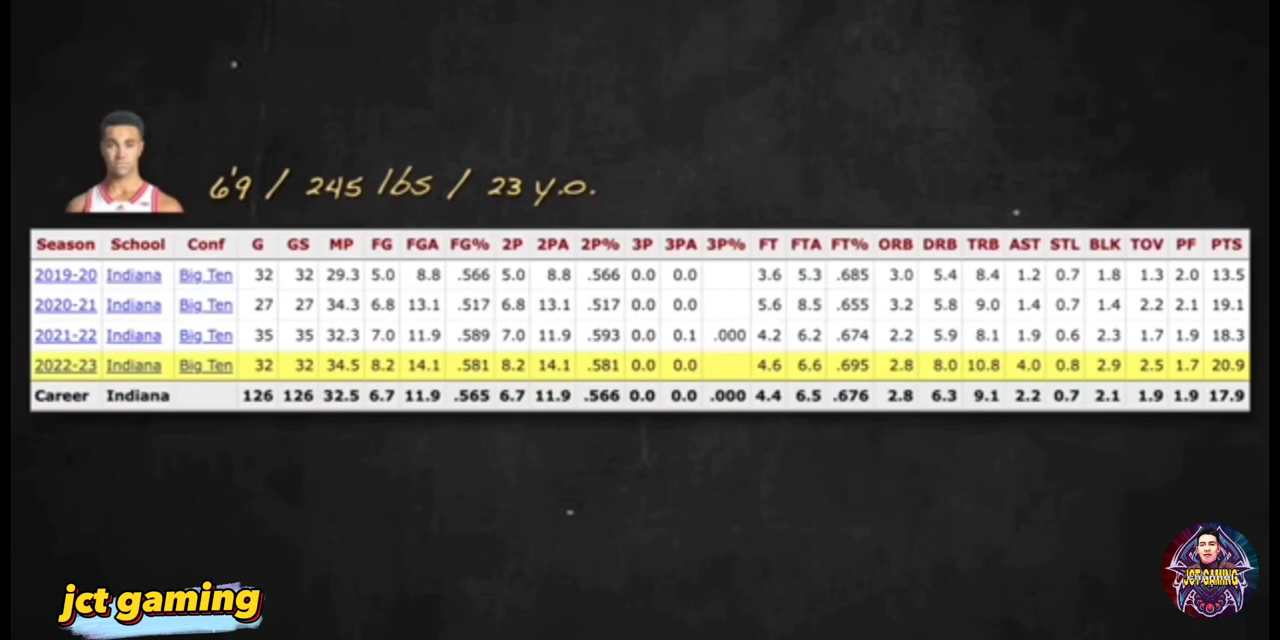 6'9 / 245 lbs / 23 y.o.
Season School Conf G GS MP FG FGA FG% 2P 2PA 2P% 3P 3PA 3P% FT FTA FT% ORB DRB TRB AST STL BLK TOV PF PTS
2019-20 Indiana Big Ten 32 32 29.3 5.0 8.8 .566 5.0 8.8 .566 0.0 0.0 3.6 5.3 .685 3.0 5.4 8.4 1.2 0.7 1.8 1.3 2.0 13.5
2020-21 Indiana Big Ten 27 27 34.3 6.8 13.1 .517 6.8 13.1 .517 0.0 0.0 5.6 8.5 .655 3.2 5.8 9.0 1.4 0.7 1.4 2.2 2.1 19.1
2021-22 Indiana Big Ten 35 35 32.3 7.0 11.9 .589 7.0 11.9 .593 0.0 0.1 .000 4.2 6.2 .674 2.2 5.9 8.1 1.9 0.6 2.3 1.7 1.9 18.3
2022-23 Indiana Big Ten 32 32 34.5 8.2 14.1 .581 8.2 14.1 .581 0.0 0.0 4.6 6.6 .695 2.8 8.0 10.8 4.0 0.8 2.9 2.5 1.7 20.9
Career Indiana 126 126 32.5 6.7 11.9 .565 6.7 11.9 .566 0.0 0.0 .000 4.4 6.5 .676 2.8 6.3 9.1 2.2 0.7 2.1 1.9 1.9 17.9
jct gaming
JCT GAMING